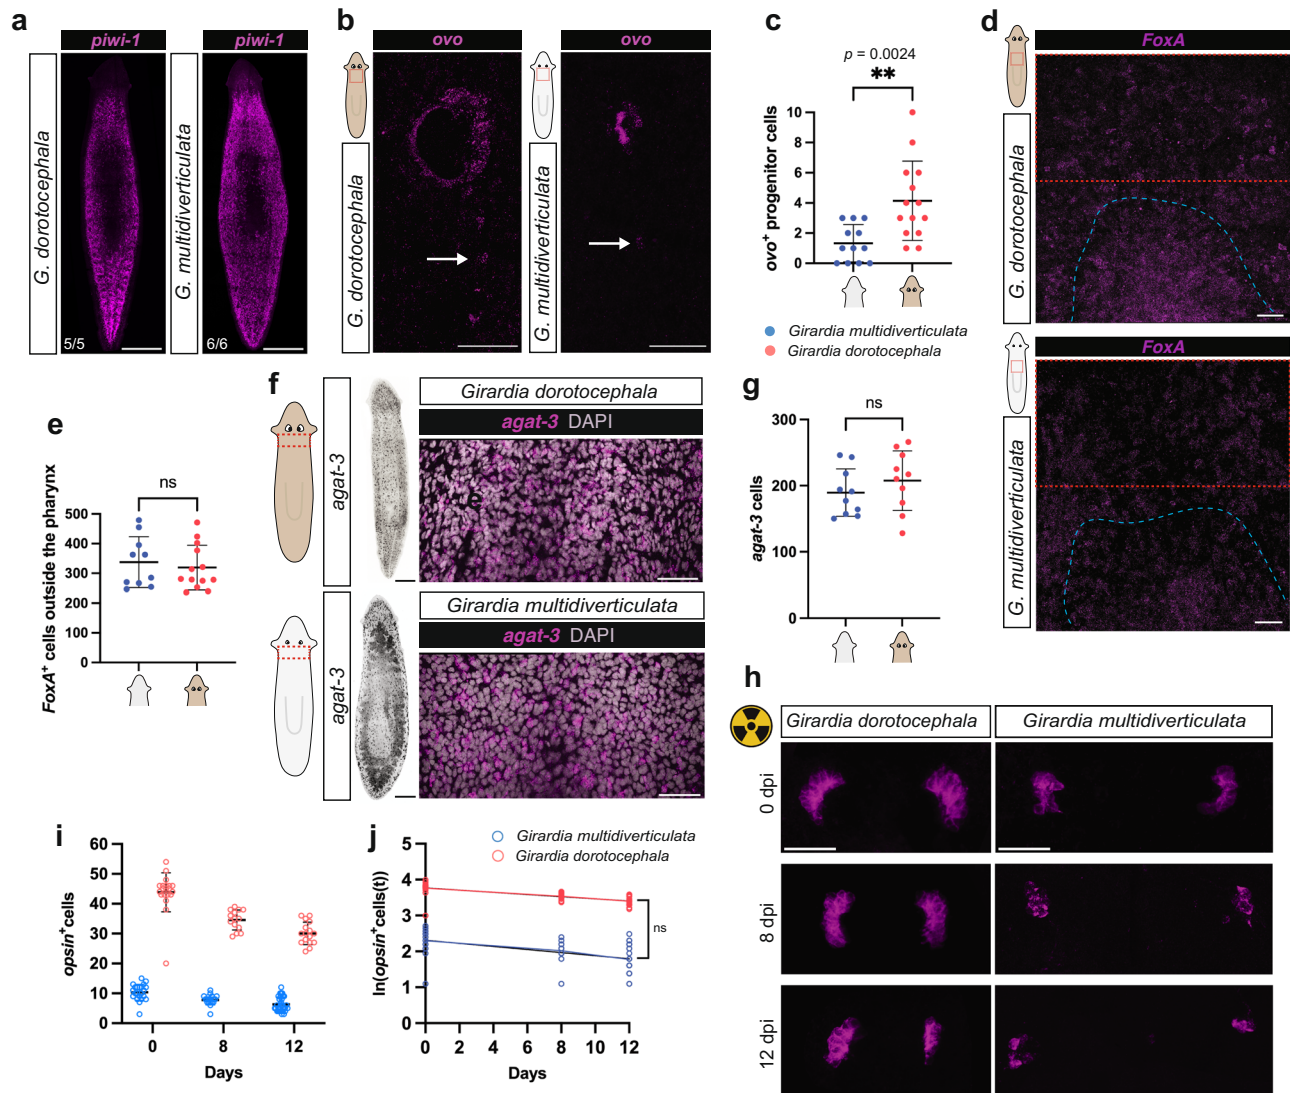 a
piwi-1
piwi-1
G. dorotocephala
G. multidiverticulata
5/5
6/6
b
ovo
ovo
G. dorotocephala
G. multidiverticulata
c
p = 0.0024
**
ovo+ progenitor cells
10
8
6
4
2
0
Girardia multidiverticulata
Girardia dorotocephala
d
FoxA
G. dorotocephala
FoxA
G. multidiverticulata
e
ns
FoxA+ cells outside the pharynx
500
400
300
200
100
0
f
agat-3
Girardia dorotocephala
agat-3 DAPI
e
agat-3
Girardia multidiverticulata
agat-3 DAPI
g
ns
agat-3 cells
300
200
100
0
h
Girardia dorotocephala
Girardia multidiverticulata
0 dpi
8 dpi
12 dpi
i
opsin+cells
60
50
40
30
20
10
0
0 8 12
Days
j
Girardia multidiverticulata
Girardia dorotocephala
ln(opsin+cells(t))
5
4
3
2
1
0
ns
0 2 4 6 8 10 12
Days